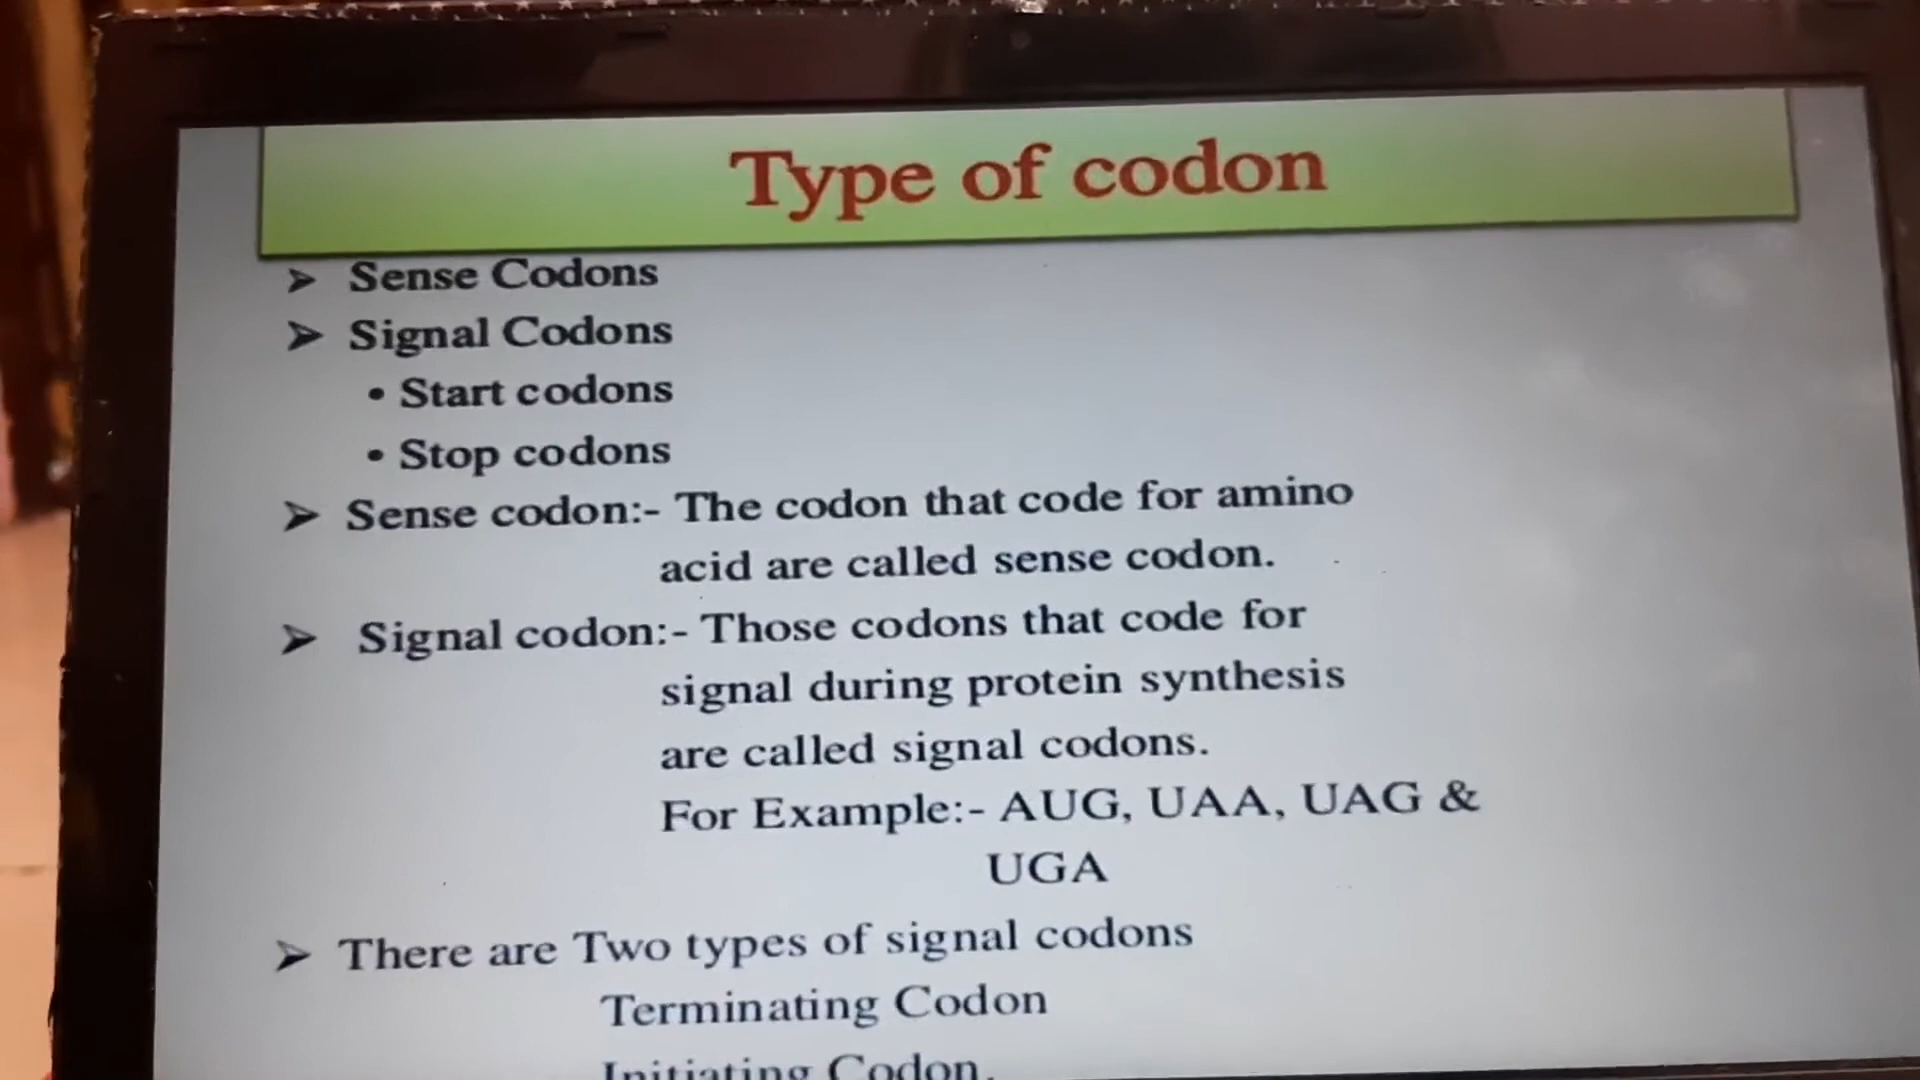 Type of codon
➢ Sense Codons
➢ Signal Codons
• Start codons
• Stop codons
➢ Sense codon:- The codon that code for amino
acid are called sense codon.
➢ Signal codon:- Those codons that code for
signal during protein synthesis
are called signal codons.
For Example:- AUG, UAA, UAG &
UGA
➢ There are Two types of signal codons
Terminating Codon
Initiating Codon.